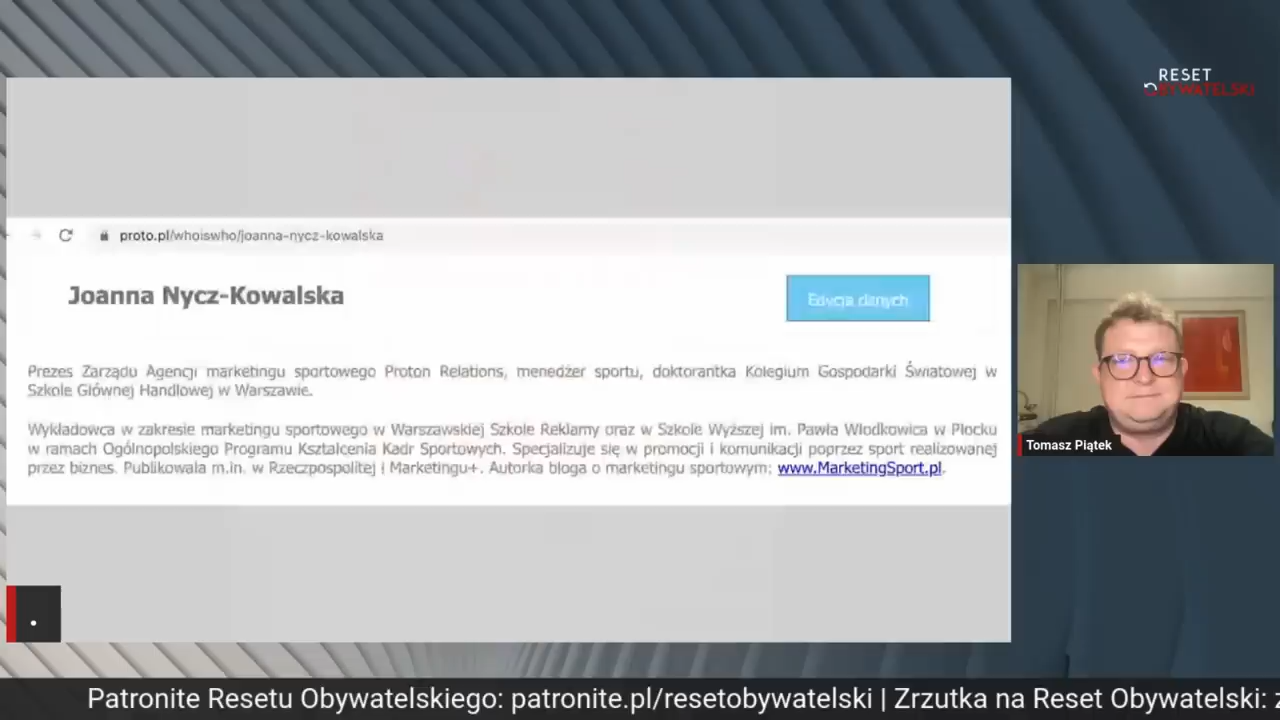 RESET
OBYWATELSKI
proto.pl/whoiswho/joanna-nycz-kowalska
Joanna Nycz-Kowalska
Edycja danych
Prezes Zarządu Agencji marketingu sportowego Proton Relations, menedżer sportu, doktorantka Kolegium Gospodarki Światowej w
Szkole Głównej Handlowej w Warszawie.
Wykładowca w zakresie marketingu sportowego w Warszawskiej Szkole Reklamy oraz w Szkole Wyższej im. Pawła Włodkowica w Płocku
w ramach Ogólnopolskiego Programu Kształcenia Kadr Sportowych. Specjalizuje się w promocji i komunikacji poprzez sport realizowanej
przez biznes. Publikowała m.in. w Rzeczpospolitej i Marketingu+. Autorka bloga o marketingu sportowym: www.MarketingSport.pl.
Tomasz Piątek
.
Patronite Resetu Obywatelskiego: patronite.pl/resetobywatelski | Zrzutka na Reset Obywatelski: z